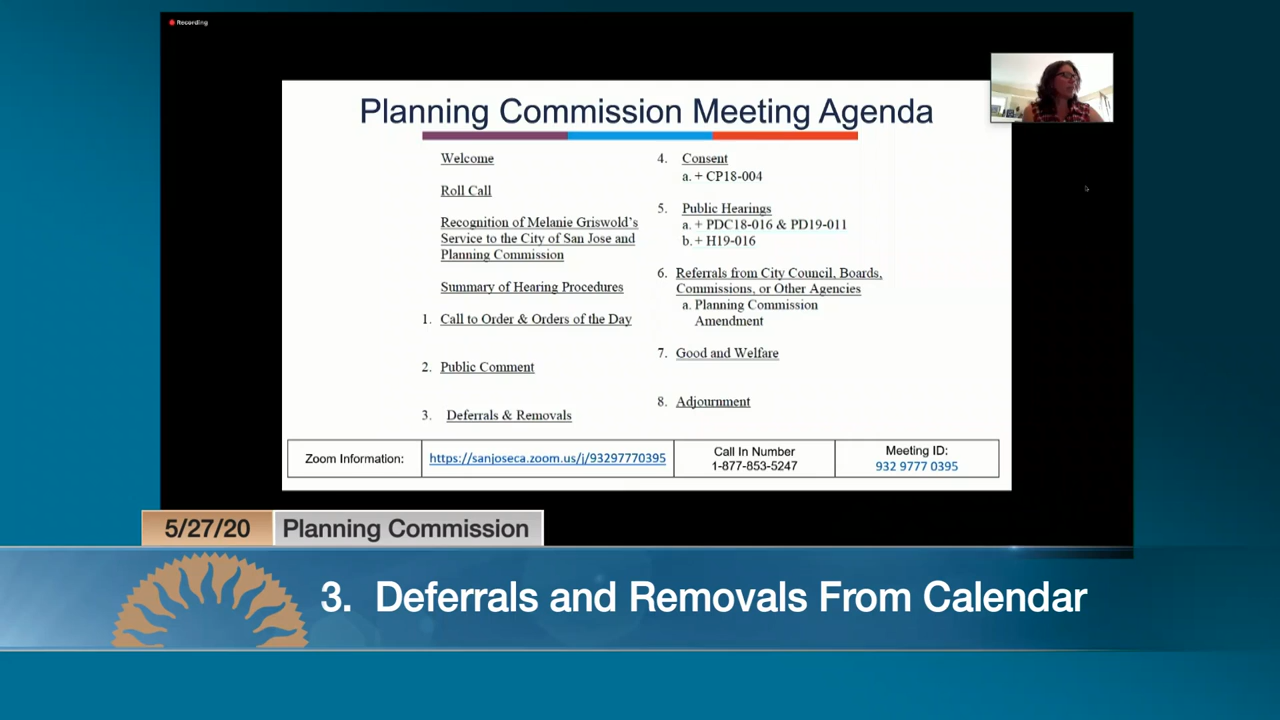 Recording
Planning Commission Meeting Agenda
Welcome
Roll Call
Recognition of Melanie Griswold's
Service to the City of San Jose and
Planning Commission
Summary of Hearing Procedures
1. Call to Order & Orders of the Day
2. Public Comment
3. Deferrals & Removals
4. Consent
a. + CP18-004
5. Public Hearings
a. + PDC18-016 & PD19-011
b. + H19-016
6. Referrals from City Council, Boards,
Commissions, or Other Agencies
a. Planning Commission
Amendment
7. Good and Welfare
8. Adjournment
Zoom Information:
https://sanjoseca.zoom.us/j/93297770395
Call In Number
1-877-853-5247
Meeting ID:
932 9777 0395
5/27/20 Planning Commission
3. Deferrals and Removals From Calendar